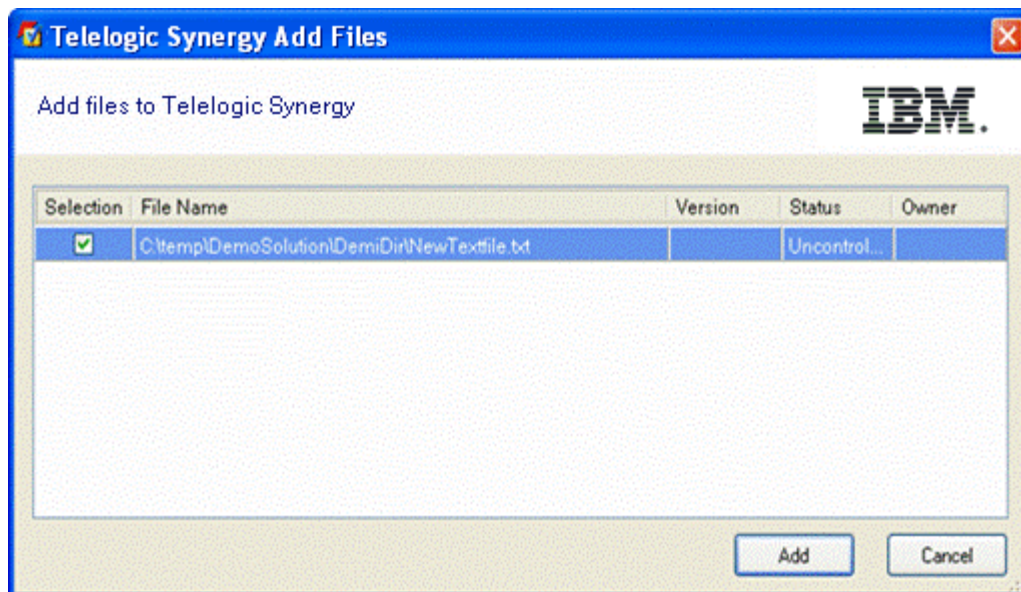 Telelogic Synergy Add Files
Add files to Telelogic Synergy
IBM.
Selection File Name Version Status Owner
C:\temp\DemoSolution\DemiDir\NewTextfile.txt Uncontrol...
Add Cancel